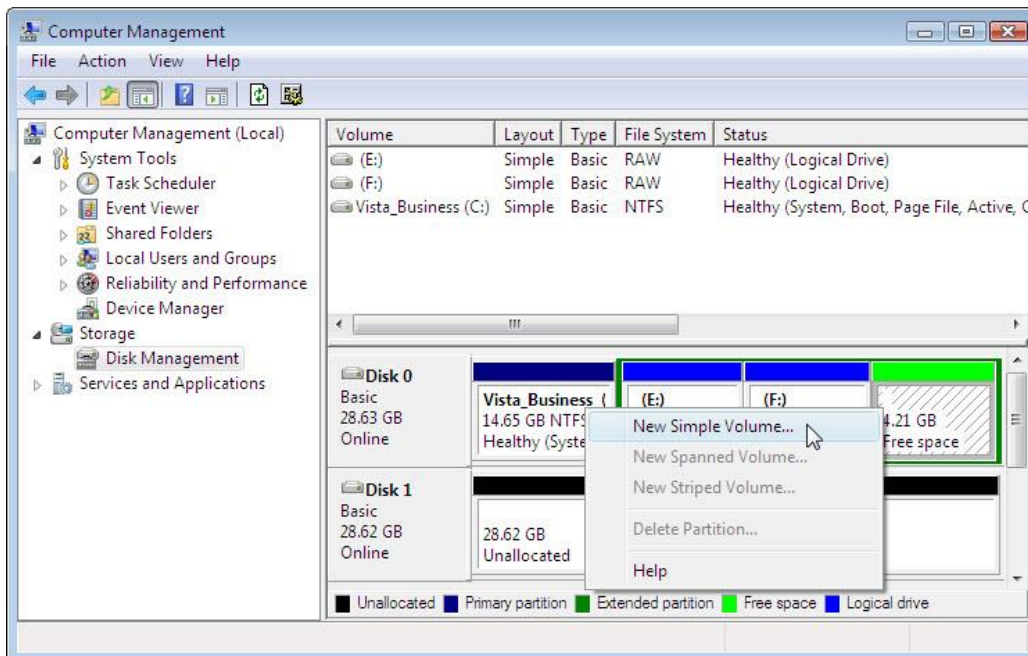 Computer Management
File Action View Help
Computer Management (Local)
System Tools
Task Scheduler
Event Viewer
Shared Folders
Local Users and Groups
Reliability and Performance
Device Manager
Storage
Disk Management
Services and Applications
Volume Layout Type File System Status
(E:) Simple Basic RAW Healthy (Logical Drive)
(F:) Simple Basic RAW Healthy (Logical Drive)
Vista_Business (C:) Simple Basic NTFS Healthy (System, Boot, Page File, Active, C
Disk 0
Basic
28.63 GB
Online
Vista_Business (
14.65 GB NTFS
Healthy (Syste
(E:)
(F:)
4.21 GB
Free space
Disk 1
Basic
28.62 GB
Online
28.62 GB
Unallocated
New Simple Volume...
New Spanned Volume...
New Striped Volume...
Delete Partition...
Help
Unallocated Primary partition Extended partition Free space Logical drive